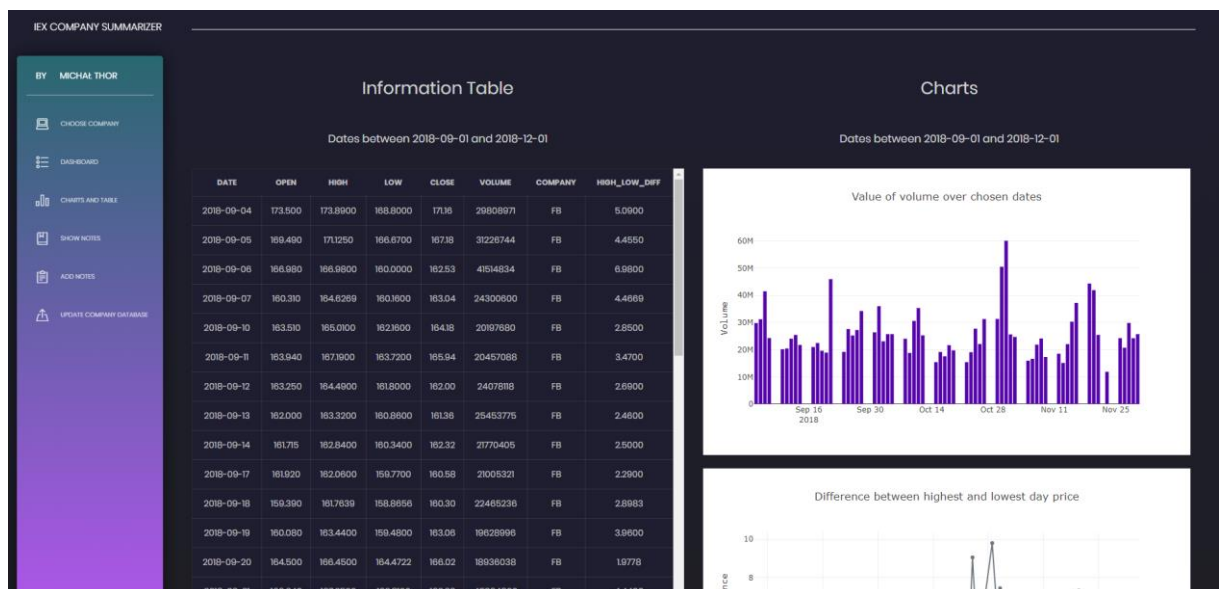 IEX COMPANY SUMMARIZER
BY MICHAŁ THOR
CHOOSE COMPANY
DASHBOARD
CHARTS AND TABLE
SHOW NOTES
ADD NOTES
UPDATE COMPANY DATABASE
Information Table
Dates between 2018-09-01 and 2018-12-01
DATE OPEN HIGH LOW CLOSE VOLUME COMPANY HIGH_LOW_DIFF
2018-09-04 173.500 173.8900 168.8000 171.16 29808971 FB 5.0900
2018-09-05 169.490 171.1250 166.6700 167.18 31226744 FB 4.4550
2018-09-06 166.980 166.9800 160.0000 162.53 41514834 FB 6.9800
2018-09-07 160.310 164.6269 160.1600 163.04 24300600 FB 4.4669
2018-09-10 163.510 165.0100 162.1600 164.18 20197680 FB 2.8500
2018-09-11 163.940 167.1900 163.7200 165.94 20457088 FB 3.4700
2018-09-12 163.250 164.4900 161.8000 162.00 24078118 FB 2.6900
2018-09-13 162.000 163.3200 160.8600 161.36 25453775 FB 2.4600
2018-09-14 161.715 162.8400 160.3400 162.32 21770405 FB 2.5000
2018-09-17 161.920 162.0600 159.7700 160.58 21005321 FB 2.2900
2018-09-18 159.390 161.7639 158.8656 160.30 22465236 FB 2.8983
2018-09-19 160.080 163.4400 159.4800 163.06 19628996 FB 3.9600
2018-09-20 164.500 166.4500 164.4722 166.02 18936038 FB 1.9778
Charts
Dates between 2018-09-01 and 2018-12-01
Value of volume over chosen dates
60M
50M
40M
30M
20M
10M
0
Volume
Sep 16 Sep 30 Oct 14 Oct 28 Nov 11 Nov 25
2018
Difference between highest and lowest day price
10
8